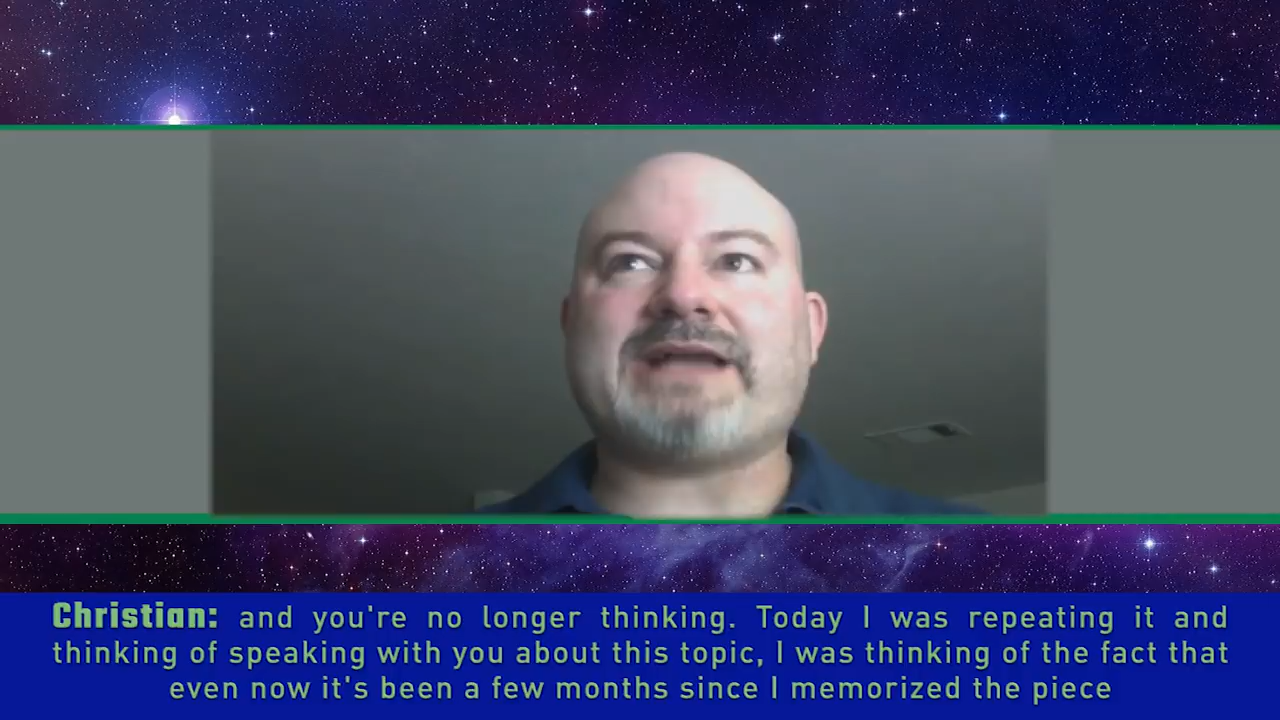 Christian: and you're no longer thinking. Today I was repeating it and
thinking of speaking with you about this topic, I was thinking of the fact that
even now it's been a few months since I memorized the piece